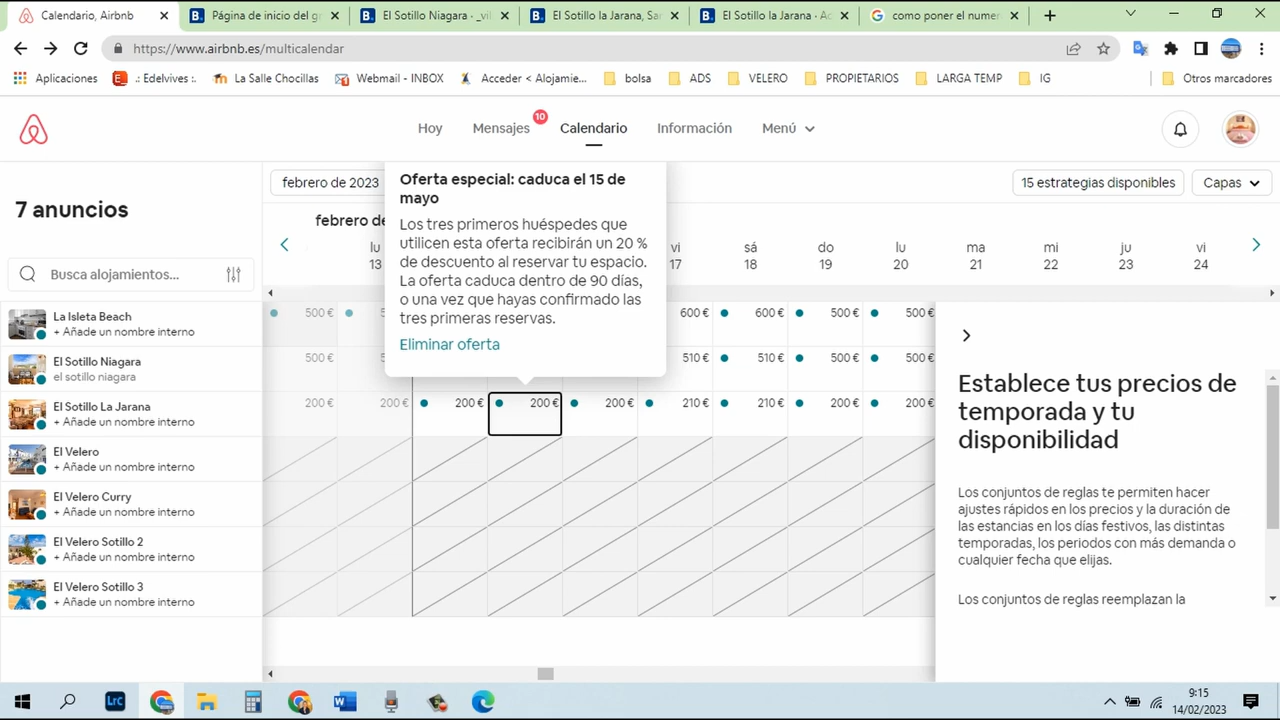 Calendario, Airbnb
Página de inicio del gr
El Sotillo Niagara - _vil
El Sotillo la Jarana, Sar
El Sotillo la Jarana · Ac
como poner el numer
https://www.airbnb.es/multicalendar
Aplicaciones
.: Edelvives :.
La Salle Chocillas
Webmail - INBOX
Acceder < Alojamie...
bolsa
ADS
VELERO
PROPIETARIOS
LARGA TEMP
IG
Otros marcadores
Hoy
Mensajes
10
Calendario
Información
Menú
7 anuncios
Busca alojamientos...
febrero de 2023
15 estrategias disponibles
Capas
febrero de
lu
13
vi
17
sá
18
do
19
lu
20
ma
21
mi
22
ju
23
vi
24
Oferta especial: caduca el 15 de
mayo
Los tres primeros huéspedes que
utilicen esta oferta recibirán un 20 %
de descuento al reservar tu espacio.
La oferta caduca dentro de 90 días,
o una vez que hayas confirmado las
tres primeras reservas.
Eliminar oferta
La Isleta Beach
+ Añade un nombre interno
500 € 5 600 € 600 € 500 € 500 €
El Sotillo Niagara
el sotillo niagara
500 € 5 510 € 510 € 500 € 500 €
El Sotillo La Jarana
+ Añade un nombre interno
200 € 200 € 200 € 200 € 200 € 210 € 210 € 200 € 200 €
El Velero
+ Añade un nombre interno
El Velero Curry
+ Añade un nombre interno
El Velero Sotillo 2
+ Añade un nombre interno
El Velero Sotillo 3
+ Añade un nombre interno
Establece tus precios de
temporada y tu
disponibilidad
Los conjuntos de reglas te permiten hacer
ajustes rápidos en los precios y la duración de
las estancias en los días festivos, las distintas
temporadas, los periodos con más demanda o
cualquier fecha que elijas.
Los conjuntos de reglas reemplazan la
LrC
9:15
14/02/2023